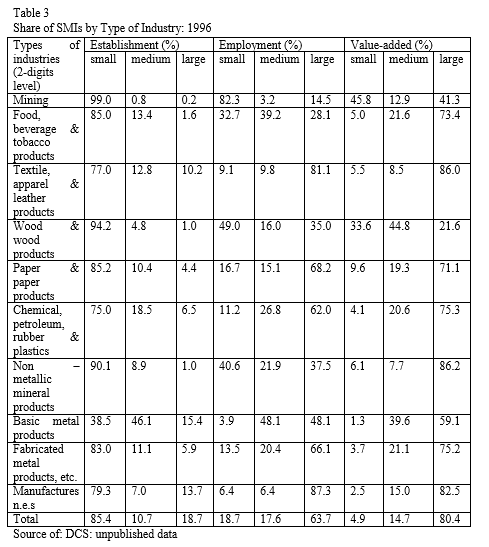 Table 3
Share of SMIs by Type of Industry: 1996
Types of industries (2-digits level) Establishment (%) Employment (%) Value-added (%)
small medium large small medium large small medium large
Mining 99.0 0.8 0.2 82.3 3.2 14.5 45.8 12.9 41.3
Food, 85.0 13.4 1.6 32.7 39.2 28.1 5.0 21.6 73.4
beverage &
tobacco
products
Textile, 77.0 12.8 10.2 9.1 9.8 81.1 5.5 8.5 86.0
apparel &
leather
products
Wood & 94.2 4.8 1.0 49.0 16.0 35.0 33.6 44.8 21.6
wood
products
Paper & 85.2 10.4 4.4 16.7 15.1 68.2 9.6 19.3 71.1
paper
products
Chemical, 75.0 18.5 6.5 11.2 26.8 62.0 4.1 20.6 75.3
petroleum,
rubber &
plastics
Non – 90.1 8.9 1.0 40.6 21.9 37.5 6.1 7.7 86.2
metallic
mineral
products
Basic metal 38.5 46.1 15.4 3.9 48.1 48.1 1.3 39.6 59.1
products
Fabricated 83.0 11.1 5.9 13.5 20.4 66.1 3.7 21.1 75.2
metal
products, etc.
Manufactures 79.3 7.0 13.7 6.4 6.4 87.3 2.5 15.0 82.5
n.e.s
Total 85.4 10.7 18.7 18.7 17.6 63.7 4.9 14.7 80.4
Source of: DCS: unpublished data